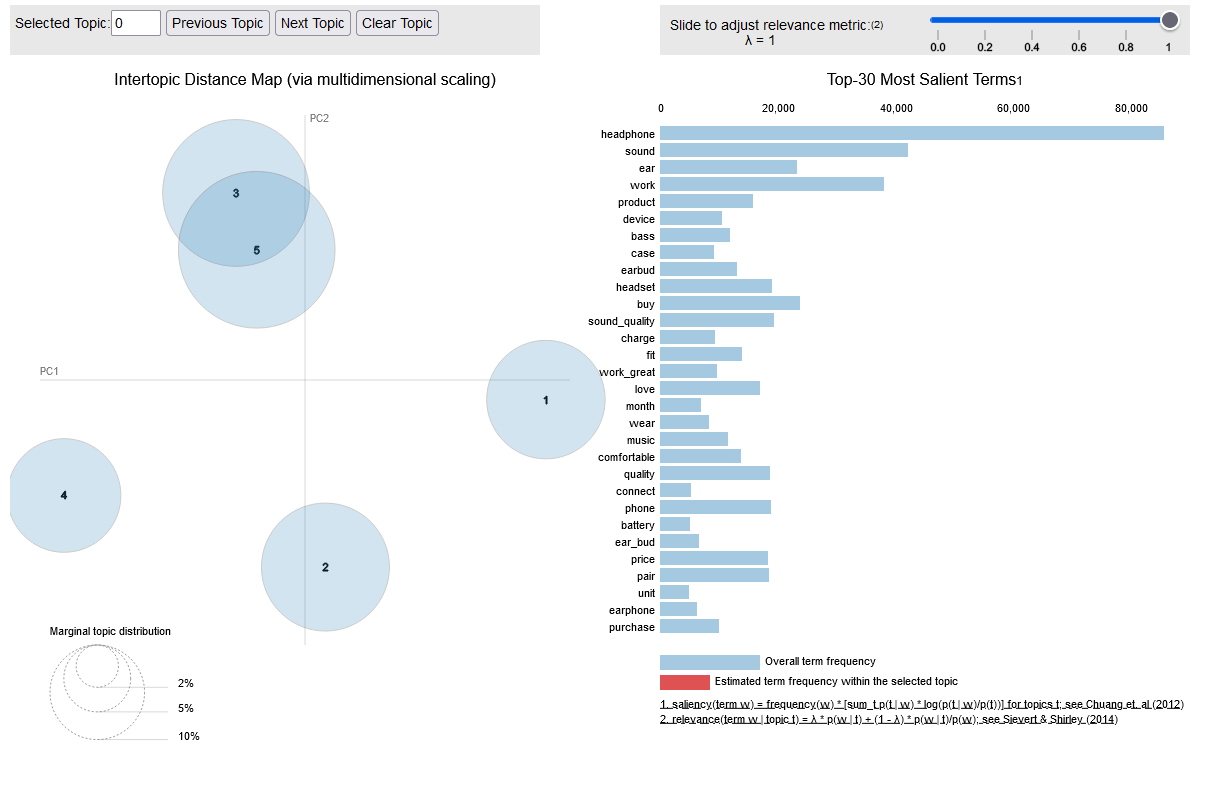 Selected Topic: 0 Previous Topic Next Topic Clear Topic
Slide to adjust relevance metric:(2)
λ = 1
0.0 0.2 0.4 0.6 0.8 1
Intertopic Distance Map (via multidimensional scaling)
PC2
3
5
PC1
1
4
2
Marginal topic distribution
2%
5%
10%
Top-30 Most Salient Terms1
0 20,000 40,000 60,000 80,000
headphone
sound
ear
work
product
device
bass
case
earbud
headset
buy
sound_quality
charge
fit
work_great
love
month
wear
music
comfortable
quality
connect
phone
battery
ear_bud
price
pair
unit
earphone
purchase
Overall term frequency
Estimated term frequency within the selected topic
1. saliency(term w) = frequency(w) * [sum_t p(t | w) * log(p(t | w)/p(t))] for topics t; see Chuang et. al (2012)
2. relevance(term w | topic t) = λ * p(w | t) + (1 - λ) * p(w | t)/p(w); see Sievert & Shirley (2014)